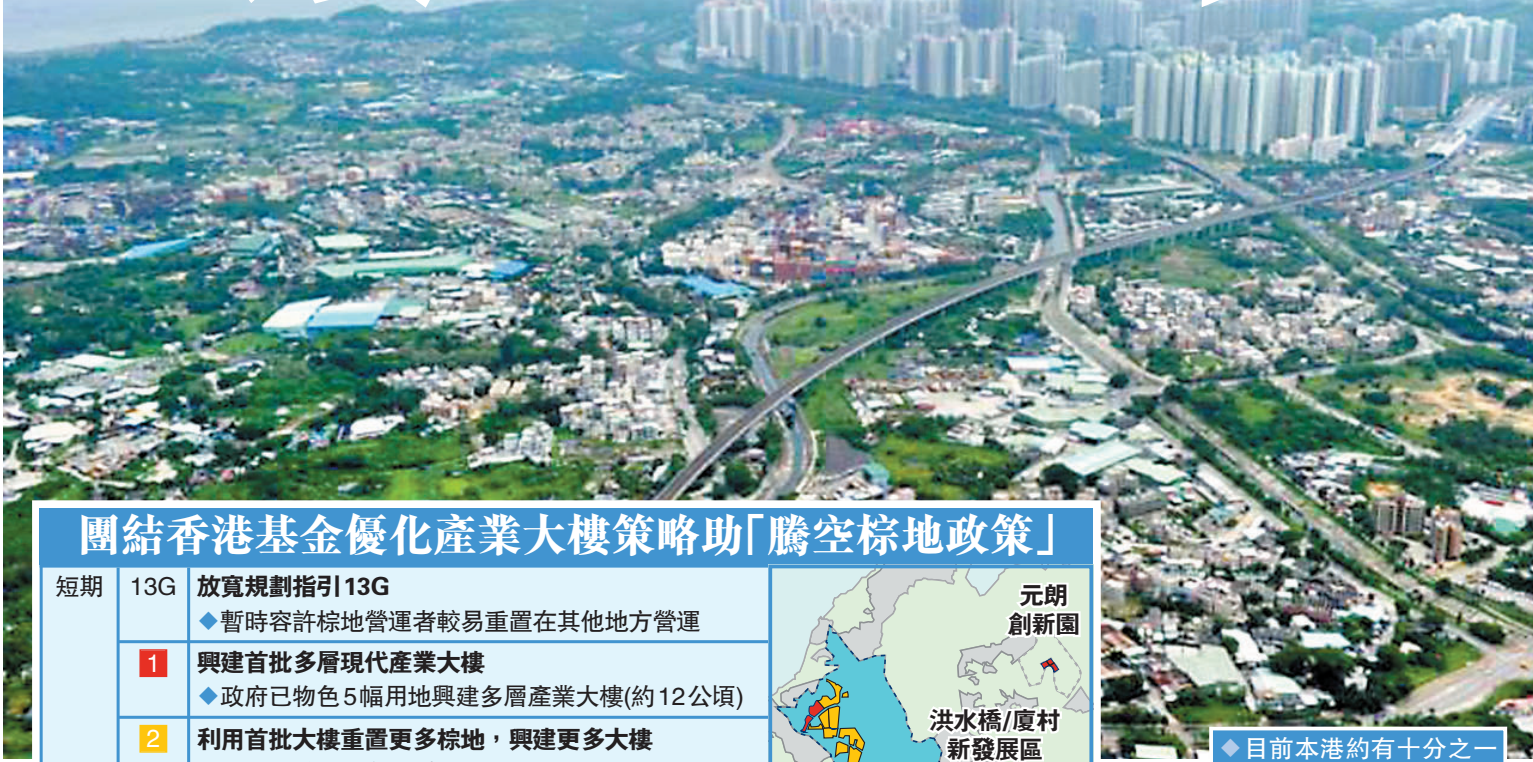 團結香港基金優化產業大樓策略助「騰空棕地政策」
短期
13G
放寬規劃指引13G
◆暫時容許棕地營運者較易重置在其他地方營運
1
興建首批多層現代產業大樓
◆政府已物色5幅用地興建多層產業大樓(約12公頃)
2
利用首批大樓重置更多棕地，興建更多大樓
元朗
創新園
洪水橋/廈村
新發展區
◆目前本港約有十分之一